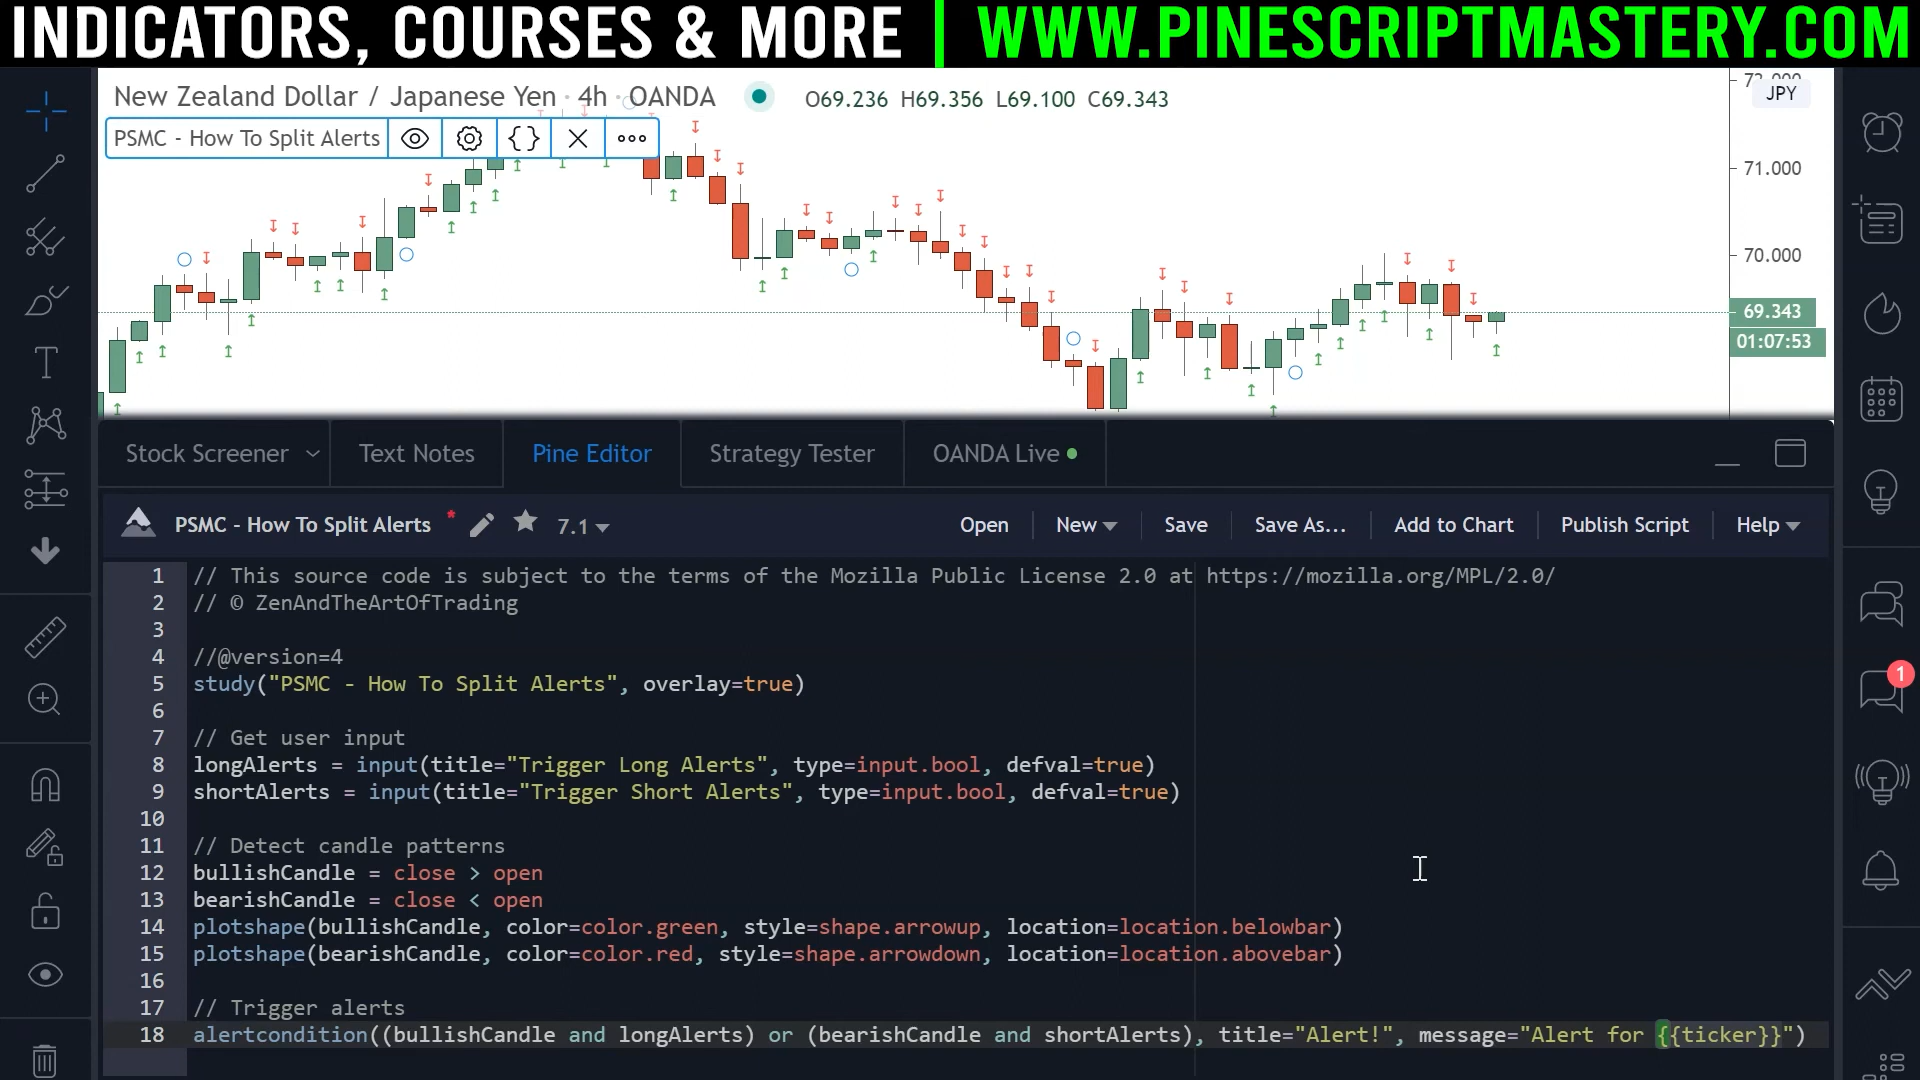 INDICATORS, COURSES & MORE | WWW.PINESCRIPTMASTERY.COM
New Zealand Dollar / Japanese Yen · 4h · OANDA O69.236 H69.356 L69.100 C69.343
JPY
PSMC - How To Split Alerts
71.000
70.000
69.343
01:07:53
Stock Screener Text Notes Pine Editor Strategy Tester OANDA Live
PSMC - How To Split Alerts * 7.1 Open New Save Save As... Add to Chart Publish Script Help
1 // This source code is subject to the terms of the Mozilla Public License 2.0 at https://mozilla.org/MPL/2.0/
2 // © ZenAndTheArtOfTrading
3
4 //@version=4
5 study("PSMC - How To Split Alerts", overlay=true)
6
7 // Get user input
8 longAlerts = input(title="Trigger Long Alerts", type=input.bool, defval=true)
9 shortAlerts = input(title="Trigger Short Alerts", type=input.bool, defval=true)
10
11 // Detect candle patterns
12 bullishCandle = close > open
13 bearishCandle = close < open
14 plotshape(bullishCandle, color=color.green, style=shape.arrowup, location=location.belowbar)
15 plotshape(bearishCandle, color=color.red, style=shape.arrowdown, location=location.abovebar)
16
17 // Trigger alerts
18 alertcondition((bullishCandle and longAlerts) or (bearishCandle and shortAlerts), title="Alert!", message="Alert for {{ticker}}")
1